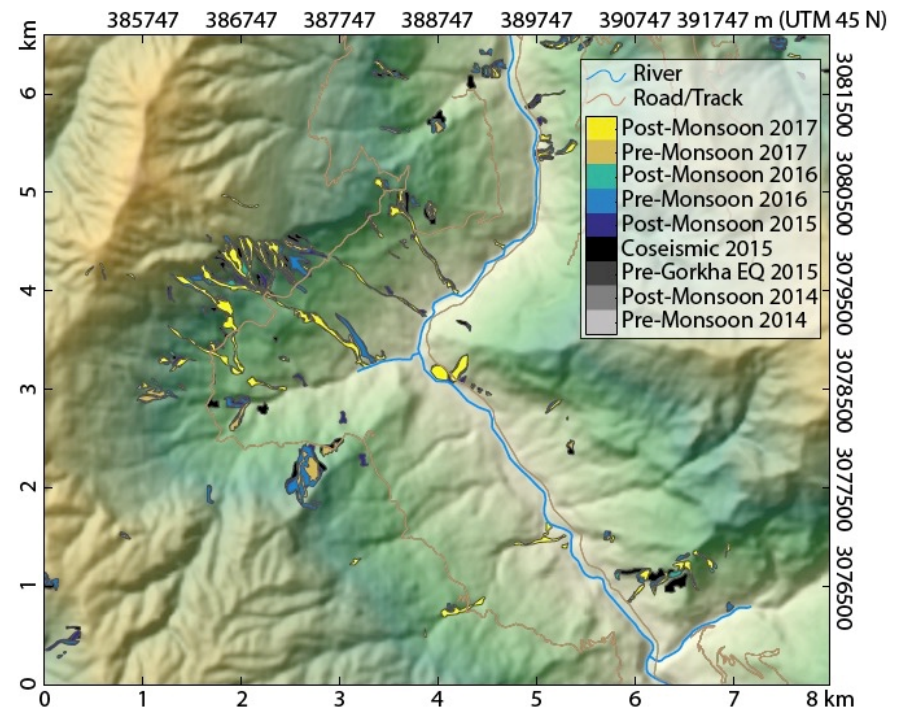 385747 386747 387747 388747 389747 390747 391747 m (UTM 45 N)
km
6
5
4
3
2
1
0
River
Road/Track
Post-Monsoon 2017
Pre-Monsoon 2017
Post-Monsoon 2016
Pre-Monsoon 2016
Post-Monsoon 2015
Coseismic 2015
Pre-Gorkha EQ 2015
Post-Monsoon 2014
Pre-Monsoon 2014
3081500
3080500
3079500
3078500
3077500
3076500
0 1 2 3 4 5 6 7 8 km